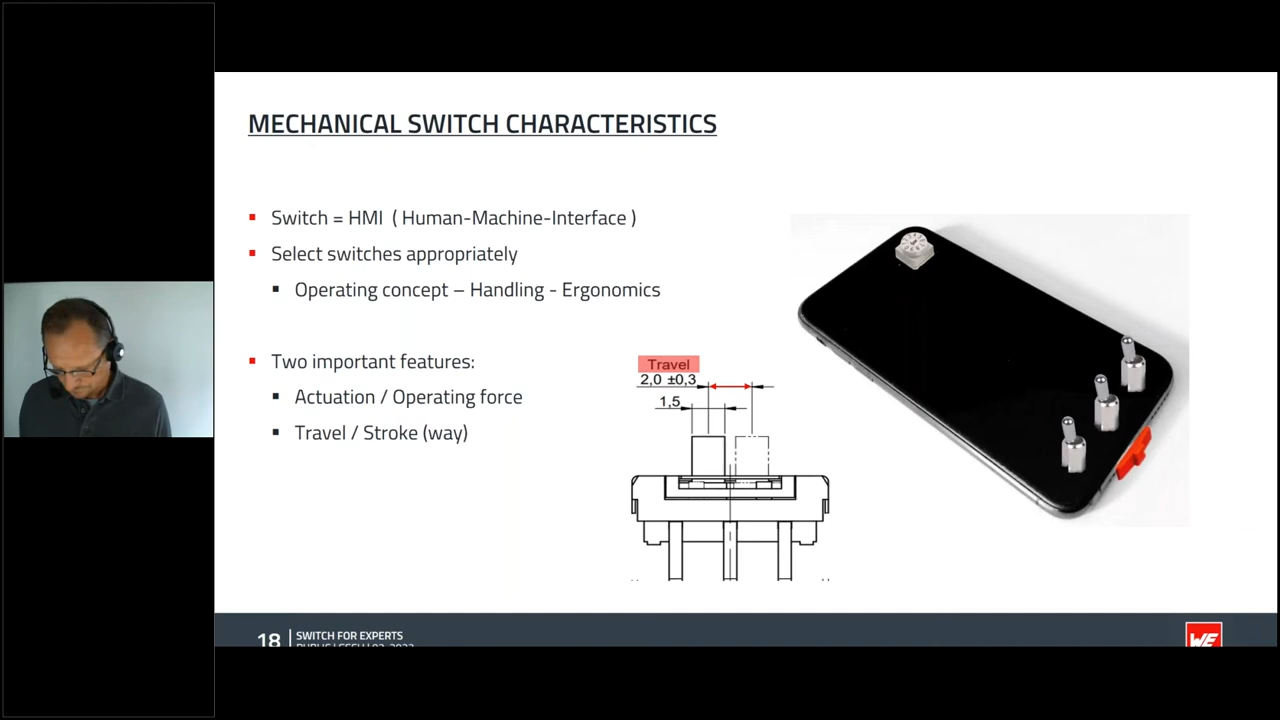 MECHANICAL SWITCH CHARACTERISTICS
Switch = HMI ( Human-Machine-Interface )
Select switches appropriately
Operating concept – Handling - Ergonomics
Two important features:
Actuation / Operating force
Travel / Stroke (way)
Travel
2,0 ±0,3
1,5
18
SWITCH FOR EXPERTS
WE